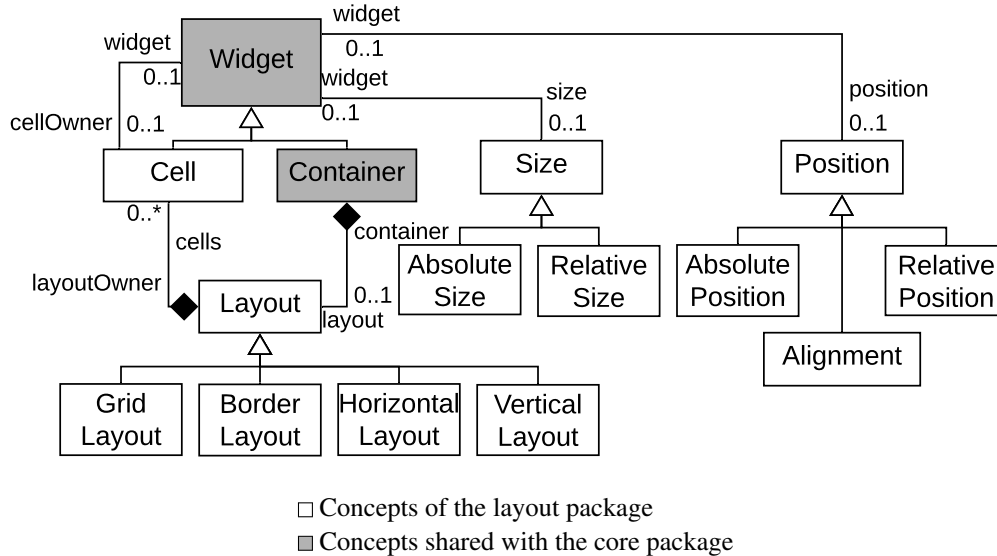 widget
widget
Widget
0..1
0..1
widget
size
position
0..1
cellOwner
0..1
0..1
0..1
Cell
Container
Size
Position
0..*
cells
container
Absolute
Size
Relative
Size
Absolute
Position
Relative
Position
layoutOwner
Layout
0..1
layout
Alignment
Grid
Layout
Border
Layout
Horizontal
Layout
Vertical
Layout
Concepts of the layout package
Concepts shared with the core package